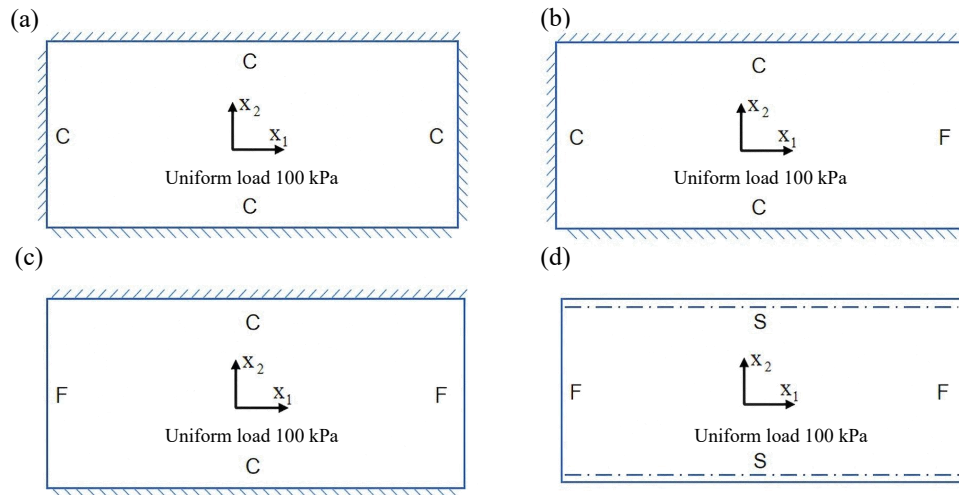 (a)
C
x2
C
x1
C
Uniform load 100 kPa
C
(b)
C
x2
C
x1
F
Uniform load 100 kPa
C
(c)
C
x2
F
x1
F
Uniform load 100 kPa
C
(d)
S
x2
F
x1
F
Uniform load 100 kPa
S